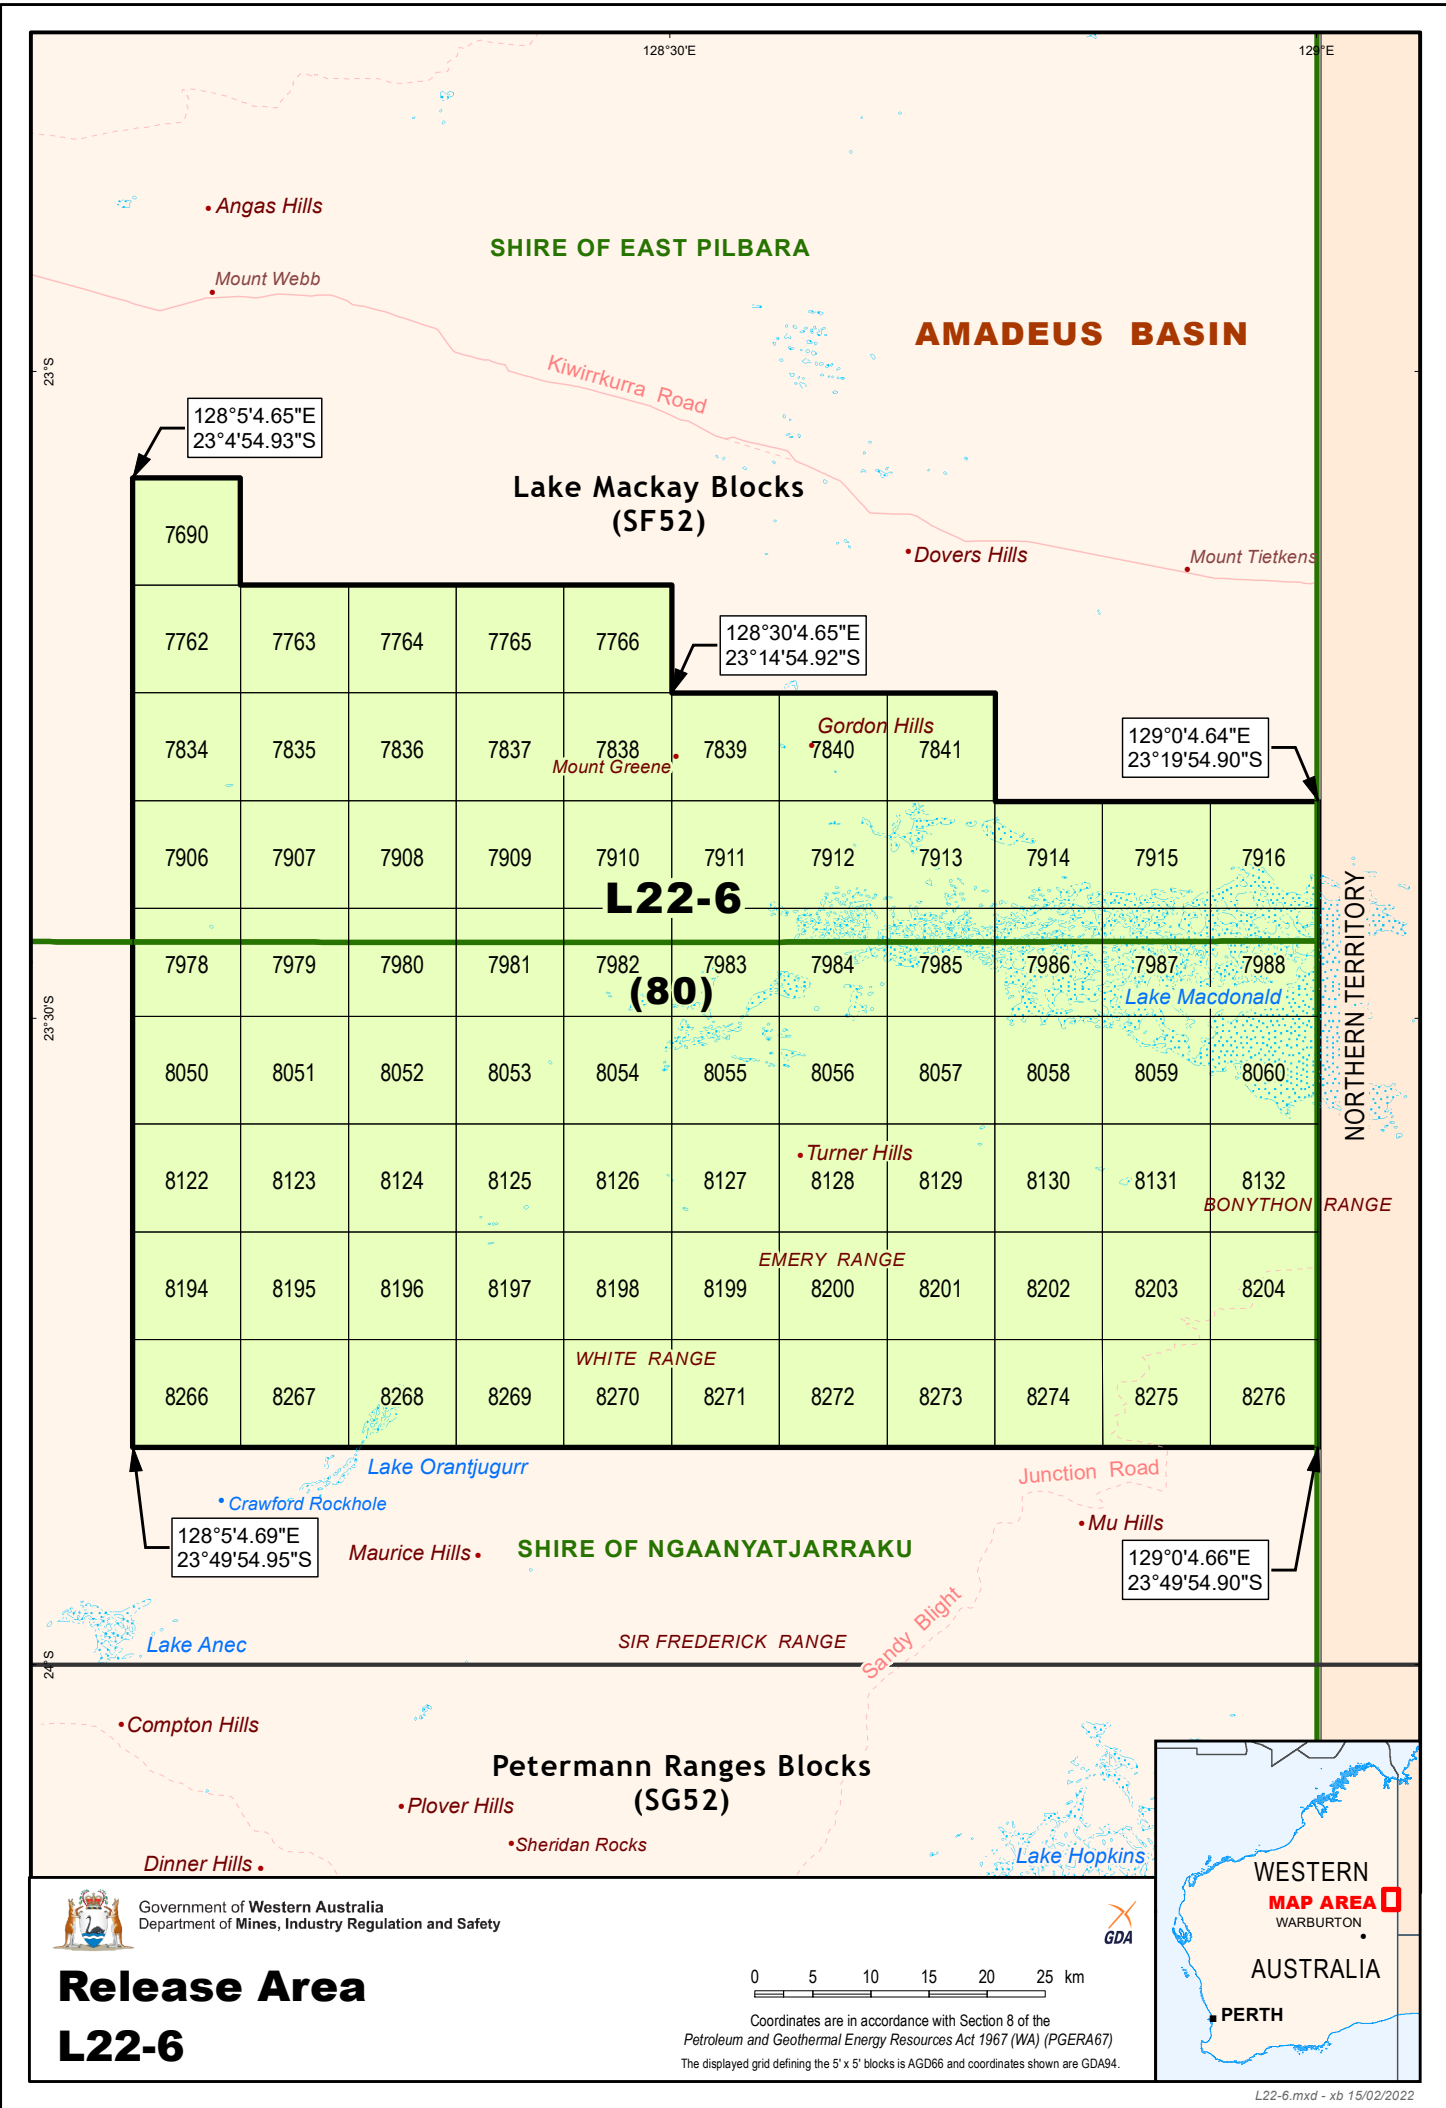 128°30'E
129°E
Angas Hills
SHIRE OF EAST PILBARA
Mount Webb
AMADEUS BASIN
23°S
Kiwirrkurra Road
128°5'4.65"E
23°4'54.93"S
Lake Mackay Blocks
(SF52)
7690
Dovers Hills
Mount Tietkens
128°30'4.65"E
23°14'54.92"S
7762 7763 7764 7765 7766
Gordon Hills
129°0'4.64"E
23°19'54.90"S
7834 7835 7836 7837 7838 7839 7840 7841
Mount Greene
7906 7907 7908 7909 7910 7911 7912 7913 7914 7915 7916
L22-6
NORTHERN TERRITORY
7978 7979 7980 7981 7982 7983 7984 7985 7986 7987 7988
(80)
Lake Macdonald
23°30'S
8050 8051 8052 8053 8054 8055 8056 8057 8058 8059 8060
Turner Hills
8122 8123 8124 8125 8126 8127 8128 8129 8130 8131 8132
BONYTHON RANGE
EMERY RANGE
8194 8195 8196 8197 8198 8199 8200 8201 8202 8203 8204
WHITE RANGE
8266 8267 8268 8269 8270 8271 8272 8273 8274 8275 8276
Lake Orantjugurr
Junction Road
Crawford Rockhole
128°5'4.69"E
23°49'54.95"S
Maurice Hills
SHIRE OF NGAANYATJARRAKU
Mu Hills
129°0'4.66"E
23°49'54.90"S
Sandy Blight
Lake Anec
SIR FREDERICK RANGE
24°S
Compton Hills
Petermann Ranges Blocks
(SG52)
Plover Hills
Sheridan Rocks
Dinner Hills
Lake Hopkins
WESTERN
MAP AREA
WARBURTON
AUSTRALIA
PERTH
Government of Western Australia
Department of Mines, Industry Regulation and Safety
GDA
Release Area
L22-6
0 5 10 15 20 25 km
Coordinates are in accordance with Section 8 of the
Petroleum and Geothermal Energy Resources Act 1967 (WA) (PGERA67)
The displayed grid defining the 5' x 5' blocks is AGD66 and coordinates shown are GDA94.
L22-6.mxd - xb 15/02/2022